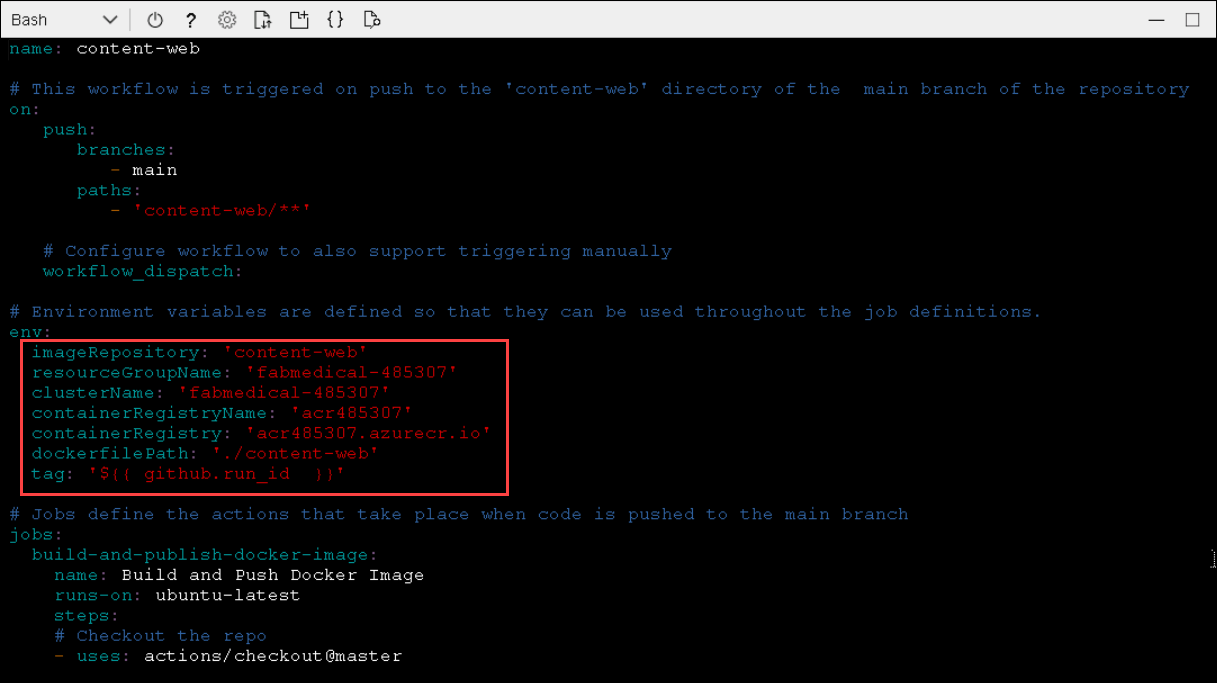 Bash
name: content-web
# This workflow is triggered on push to the 'content-web' directory of the  main branch of the repository
on:
   push:
      branches:
         - main
      paths:
         - 'content-web/**'
   # Configure workflow to also support triggering manually
   workflow_dispatch:
# Environment variables are defined so that they can be used throughout the job definitions.
env:
  imageRepository: 'content-web'
  resourceGroupName: 'fabmedical-485307'
  clusterName: 'fabmedical-485307'
  containerRegistryName: 'acr485307'
  containerRegistry: 'acr485307.azurecr.io'
  dockerfilePath: './content-web'
  tag: '${{ github.run_id  }}'
# Jobs define the actions that take place when code is pushed to the main branch
jobs:
  build-and-publish-docker-image:
    name: Build and Push Docker Image
    runs-on: ubuntu-latest
    steps:
    # Checkout the repo
    - uses: actions/checkout@master